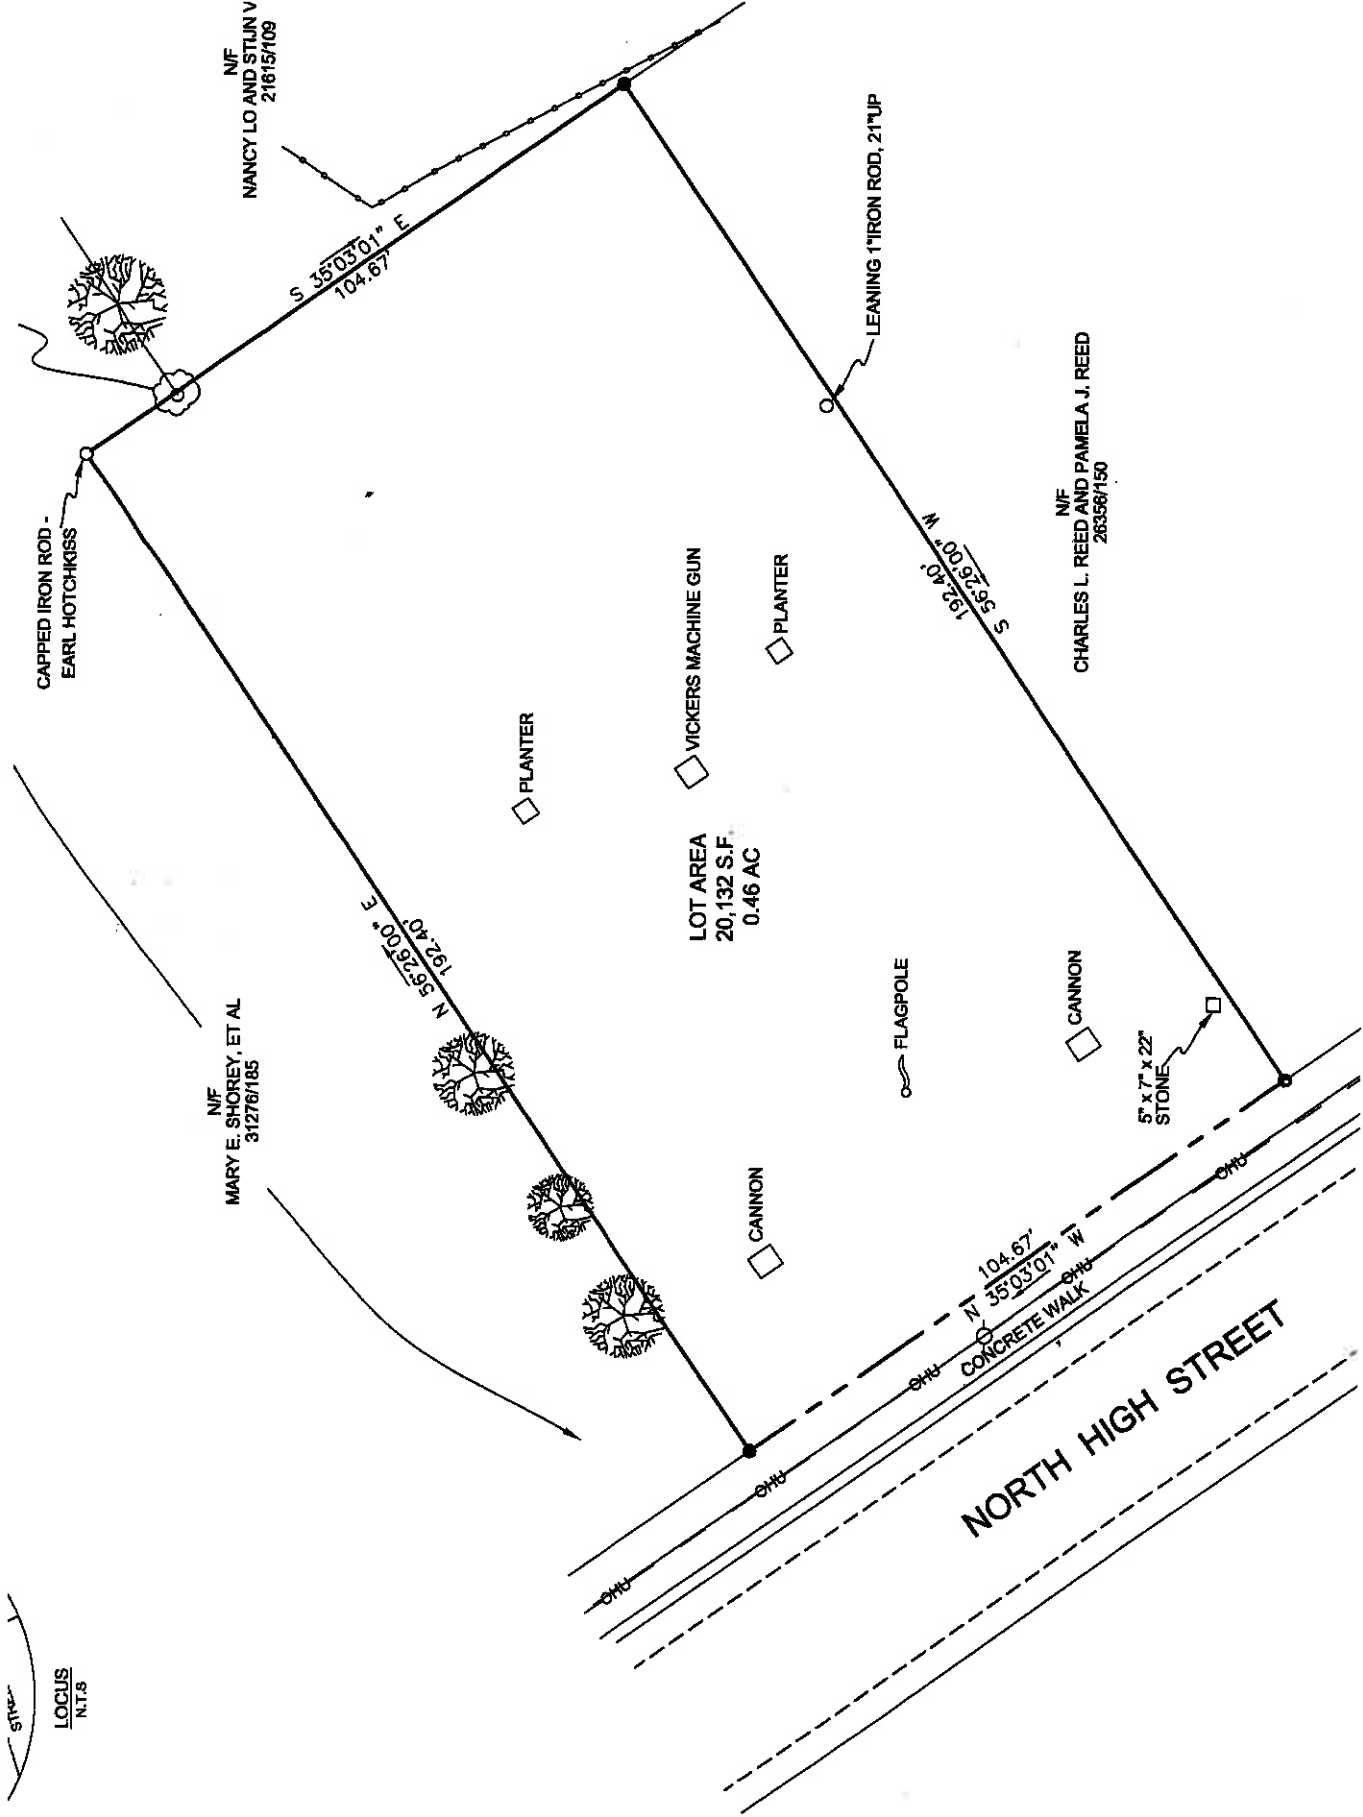 N/F
NANCY LO AND STIJN V
21615/109
S 35°03'01" E
104.67'
CAPPED IRON ROD -
EARL HOTCHKISS
LEANING 1"IRON ROD, 21"UP
N/F
MARY E. SHOREY, ET AL
31276/185
N 56°26'00" E
192.40'
PLANTER
VICKERS MACHINE GUN
PLANTER
192.40'
S 56°26'00" W
N/F
CHARLES L. REED AND PAMELA J. REED
26356/150
LOT AREA
20,132 S.F.
0.46 AC
FLAGPOLE
CANNON
CANNON
5" x 7" x 22"
STONE
104.67'
N 35°03'01" W
OHU
OHU
OHU
OHU
OHU
CONCRETE WALK
NORTH HIGH STREET
LOCUS
N.T.S